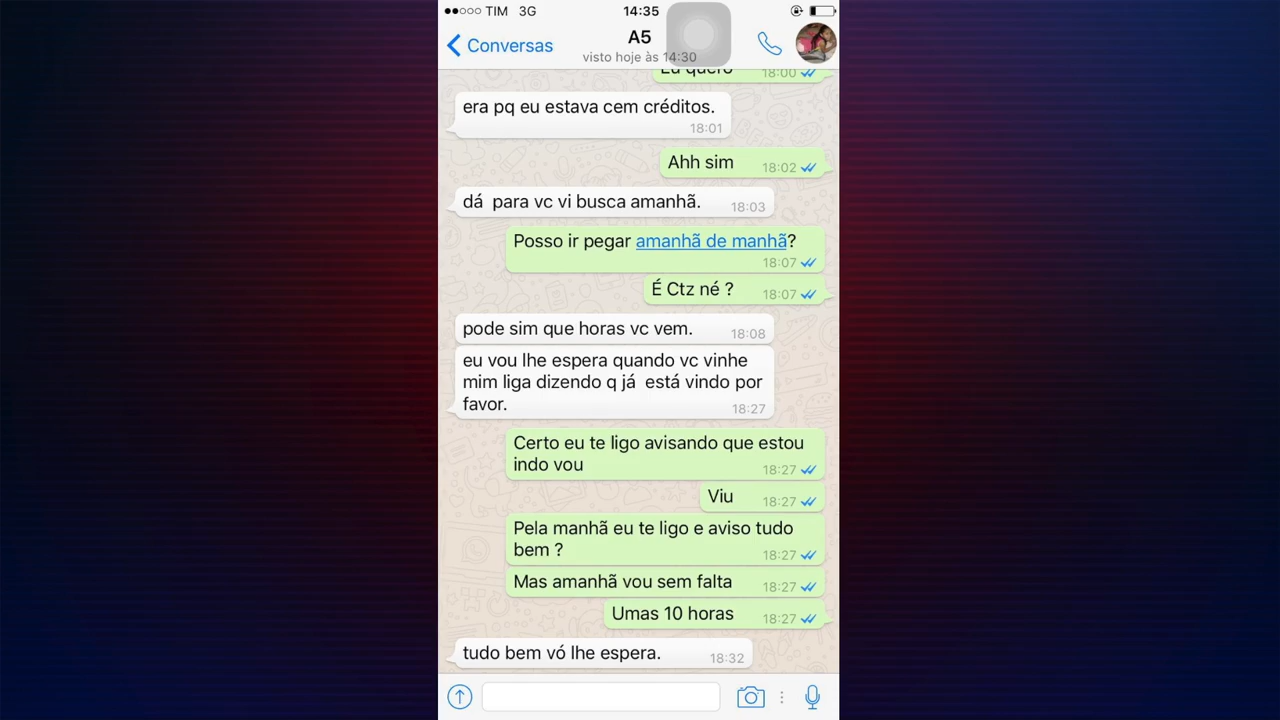 TIM 3G 14:35
Conversas A5
visto hoje às 14:30
Eu quero 18:00
era pq eu estava cem créditos.
18:01
Ahh sim 18:02
dá para vc vi busca amanhã. 18:03
Posso ir pegar amanhã de manhã?
18:07
É Ctz né ? 18:07
pode sim que horas vc vem. 18:08
eu vou lhe espera quando vc vinhe
mim liga dizendo q já está vindo por
favor. 18:27
Certo eu te ligo avisando que estou
indo vou 18:27
Viu 18:27
Pela manhã eu te ligo e aviso tudo
bem ? 18:27
Mas amanhã vou sem falta 18:27
Umas 10 horas 18:27
tudo bem vó lhe espera. 18:32